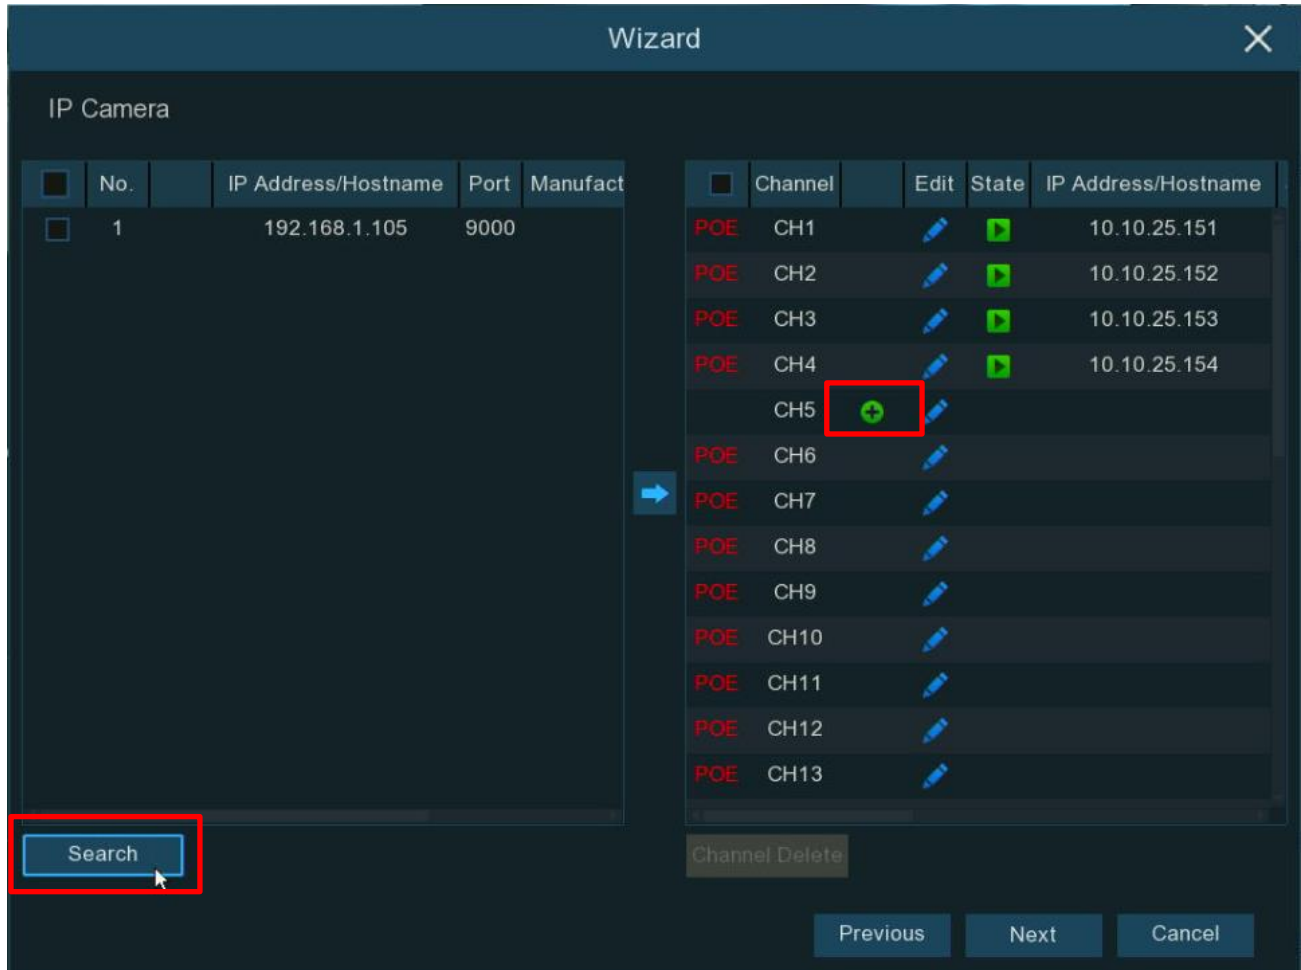 Wizard
IP Camera
No. IP Address/Hostname Port Manufact
1 192.168.1.105 9000
Channel Edit State IP Address/Hostname
POE CH1 10.10.25.151
POE CH2 10.10.25.152
POE CH3 10.10.25.153
POE CH4 10.10.25.154
CH5
POE CH6
POE CH7
POE CH8
POE CH9
POE CH10
POE CH11
POE CH12
POE CH13
Search
Channel Delete
Previous Next Cancel